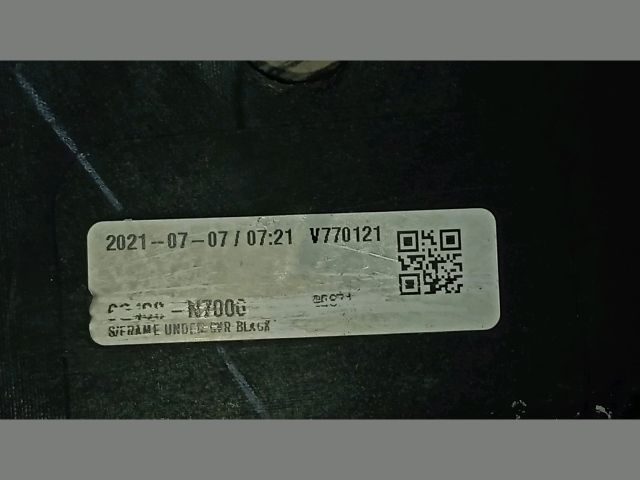 2021-07-07 / 07:21 V770121
-N7000
S/FRAME UNDER CVR BLACK